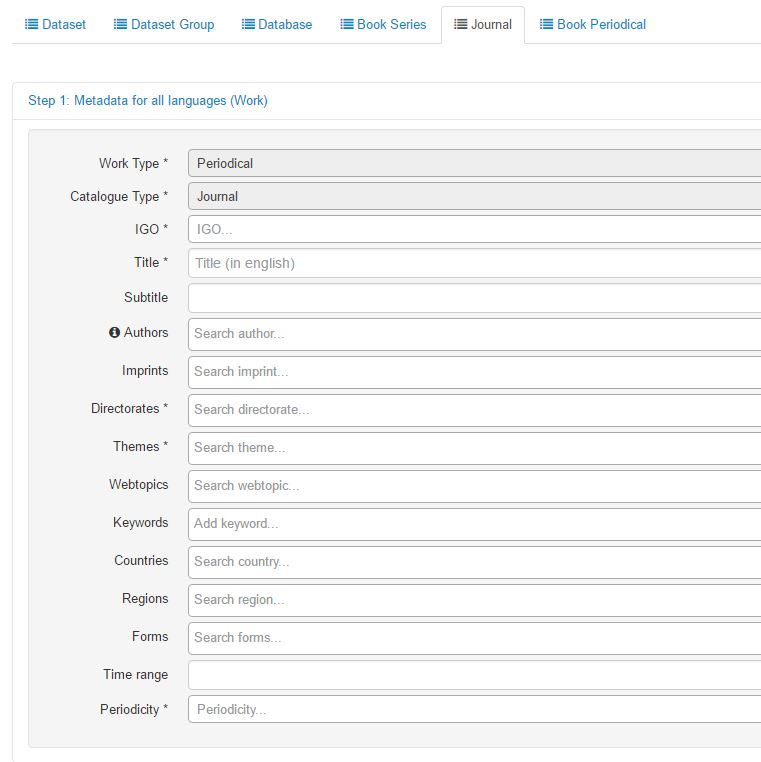 Dataset Dataset Group Database Book Series Journal Book Periodical
Step 1: Metadata for all languages (Work)
Work Type * Periodical
Catalogue Type * Journal
IGO * IGO...
Title * Title (in english)
Subtitle
Authors Search author...
Imprints Search imprint...
Directorates * Search directorate...
Themes * Search theme...
Webtopics Search webtopic...
Keywords Add keyword...
Countries Search country...
Regions Search region...
Forms Search forms...
Time range
Periodicity * Periodicity...